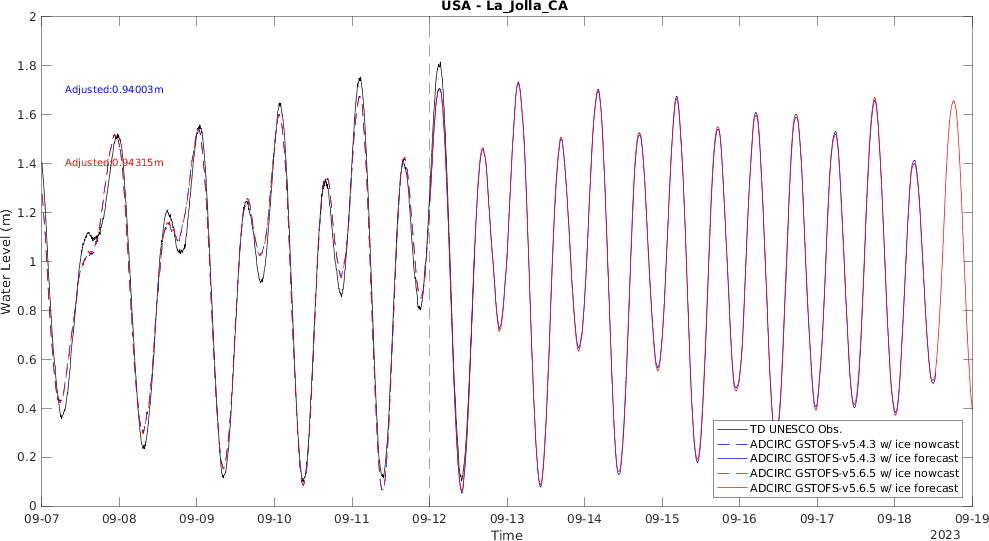 USA - La_Jolla_CA
2
1.8
1.6
1.4
1.2
1
0.8
0.6
0.4
0.2
0
Water Level (m)
Adjusted:0.94003m
Adjusted:0.94315m
TD UNESCO Obs.
ADCIRC GSTOFS-v5.4.3 w/ ice nowcast
ADCIRC GSTOFS-v5.4.3 w/ ice forecast
ADCIRC GSTOFS-v5.6.5 w/ ice nowcast
ADCIRC GSTOFS-v5.6.5 w/ ice forecast
09-07 09-08 09-09 09-10 09-11 09-12 09-13 09-14 09-15 09-16 09-17 09-18 09-19
Time
2023